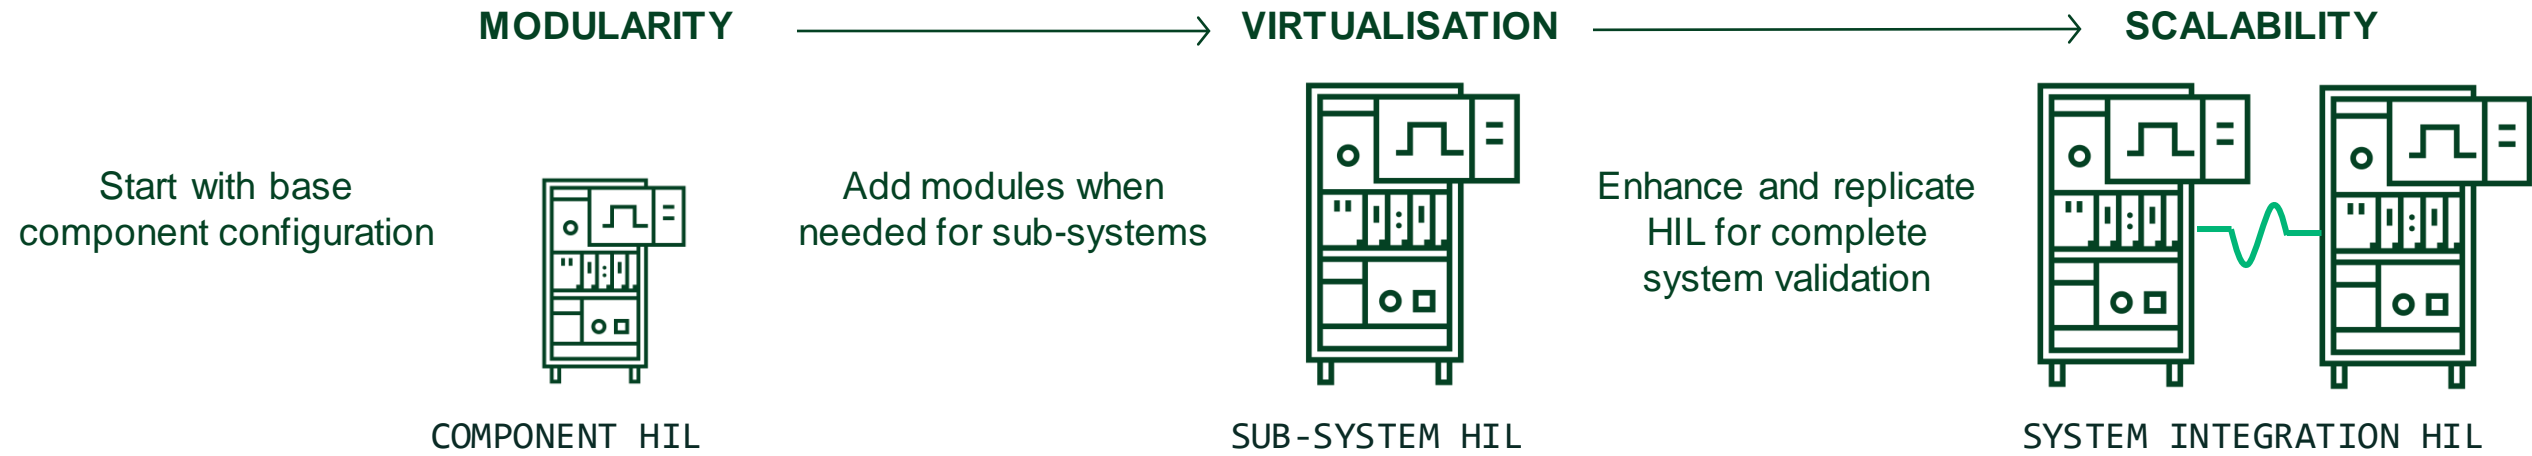 MODULARITY
VIRTUALISATION
SCALABILITY
Start with base
component configuration
Add modules when
needed for sub-systems
Enhance and replicate
HIL for complete
system validation
COMPONENT HIL
SUB-SYSTEM HIL
SYSTEM INTEGRATION HIL